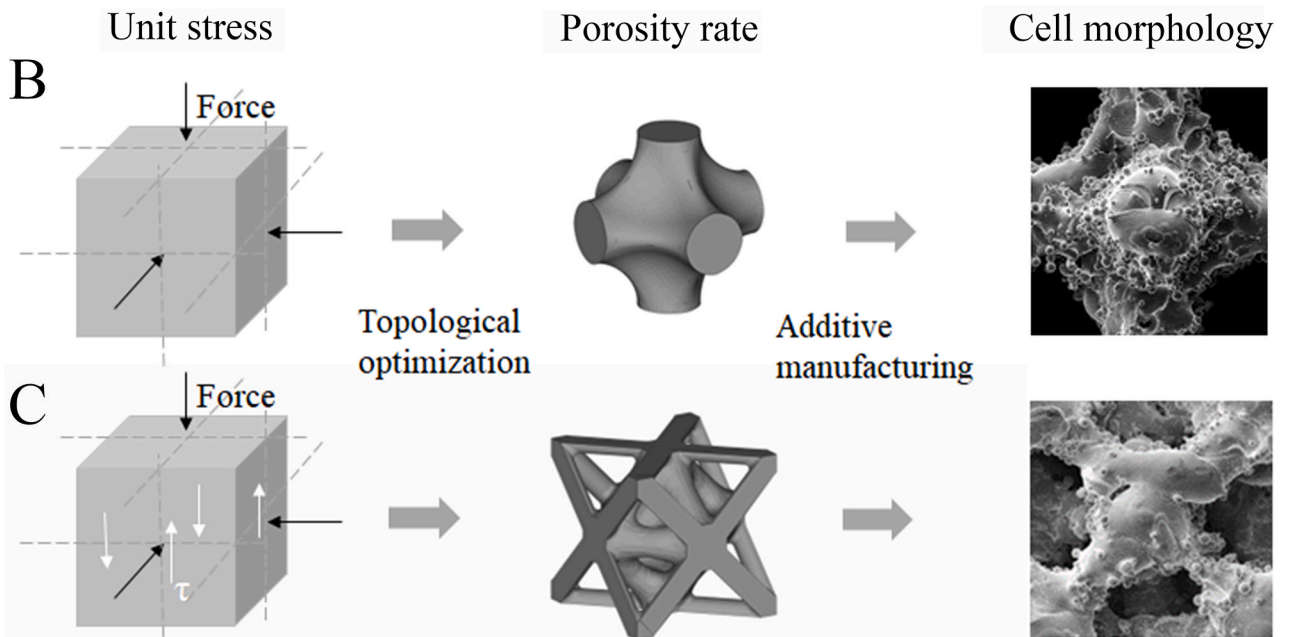 Unit stress
Porosity rate
Cell morphology
B
Force
Topological
optimization
Additive
manufacturing
C
Force
τ